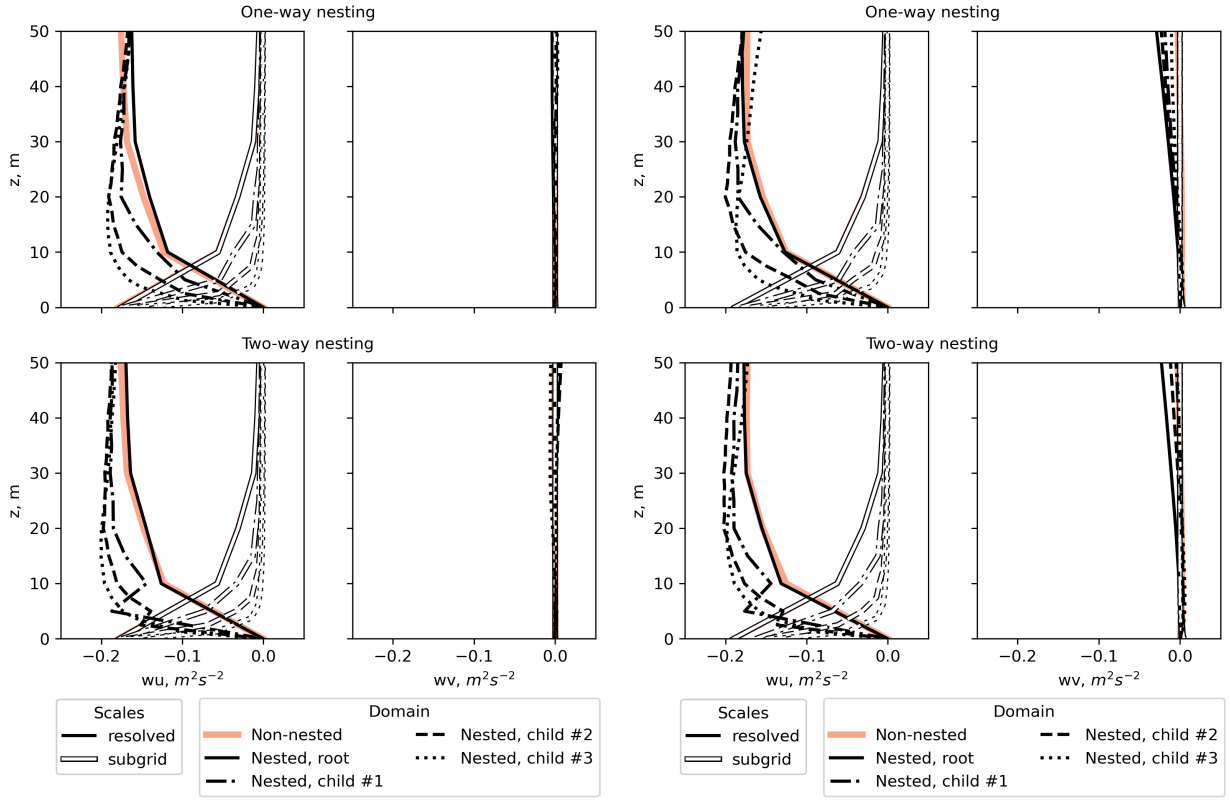 One-way nesting
One-way nesting
50
40
30
20
10
0
z, m
50
40
30
20
10
0
z, m
Two-way nesting
Two-way nesting
50
40
30
20
10
0
z, m
50
40
30
20
10
0
z, m
−0.2 −0.1 0.0 −0.2 −0.1 0.0 −0.2 −0.1 0.0 −0.2 −0.1 0.0
wu, m²s⁻² wv, m²s⁻² wu, m²s⁻² wv, m²s⁻²
Scales
resolved
subgrid
Domain
Non-nested
Nested, root
Nested, child #1
Nested, child #2
Nested, child #3
Scales
resolved
subgrid
Domain
Non-nested
Nested, root
Nested, child #1
Nested, child #2
Nested, child #3